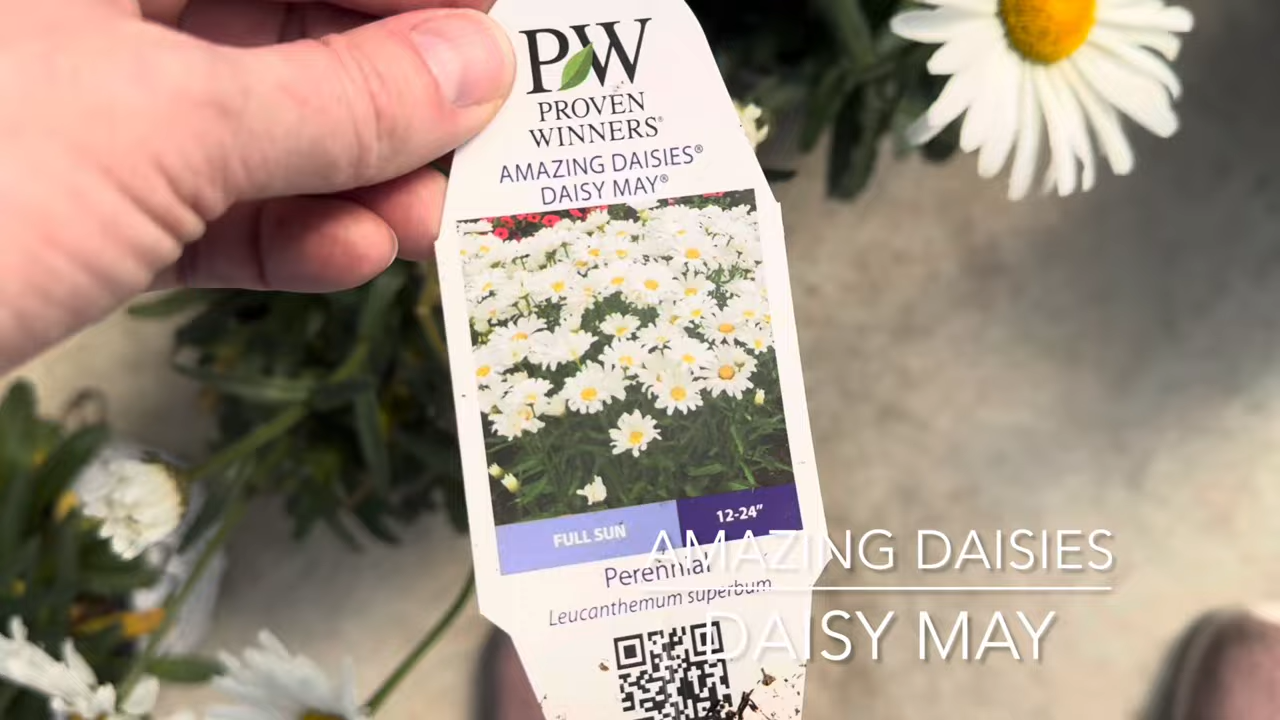 PW
PROVEN
WINNERS®
AMAZING DAISIES®
DAISY MAY®
FULL SUN
12-24"
Perennial
Leucanthemum superbum
AMAZING DAISIES
DAISY MAY